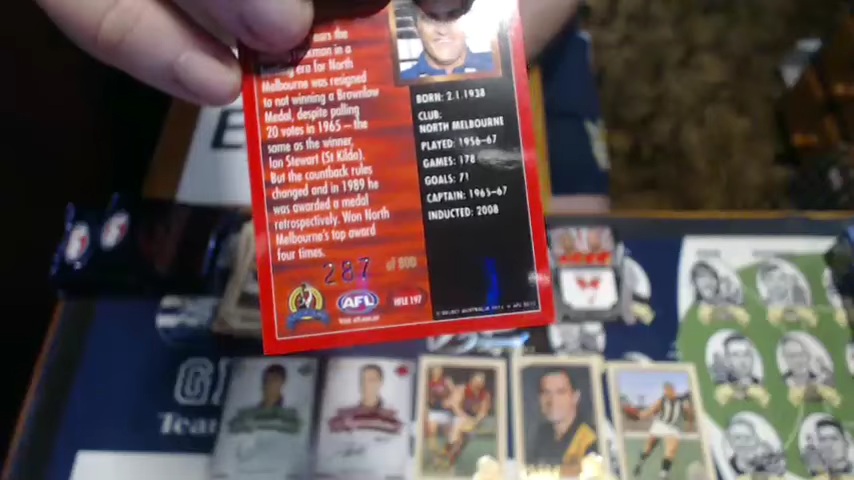 ears the
man in a
era for North
Melbourne was resigned
to not winning a Brownlow
Medal, despite polling
20 votes in 1965 – the
same as the winner,
Ian Stewart (St Kilda).
But the countback rules
changed and in 1989 he
was awarded a medal
retrospectively. Won North
Melbourne's top award
four times.
287 of 500
AFL
HFLE 197
BORN: 2.1.1938
CLUB:
NORTH MELBOURNE
PLAYED: 1956–67
GAMES: 178
GOALS: 71
CAPTAIN: 1965–67
INDUCTED: 2008
Team